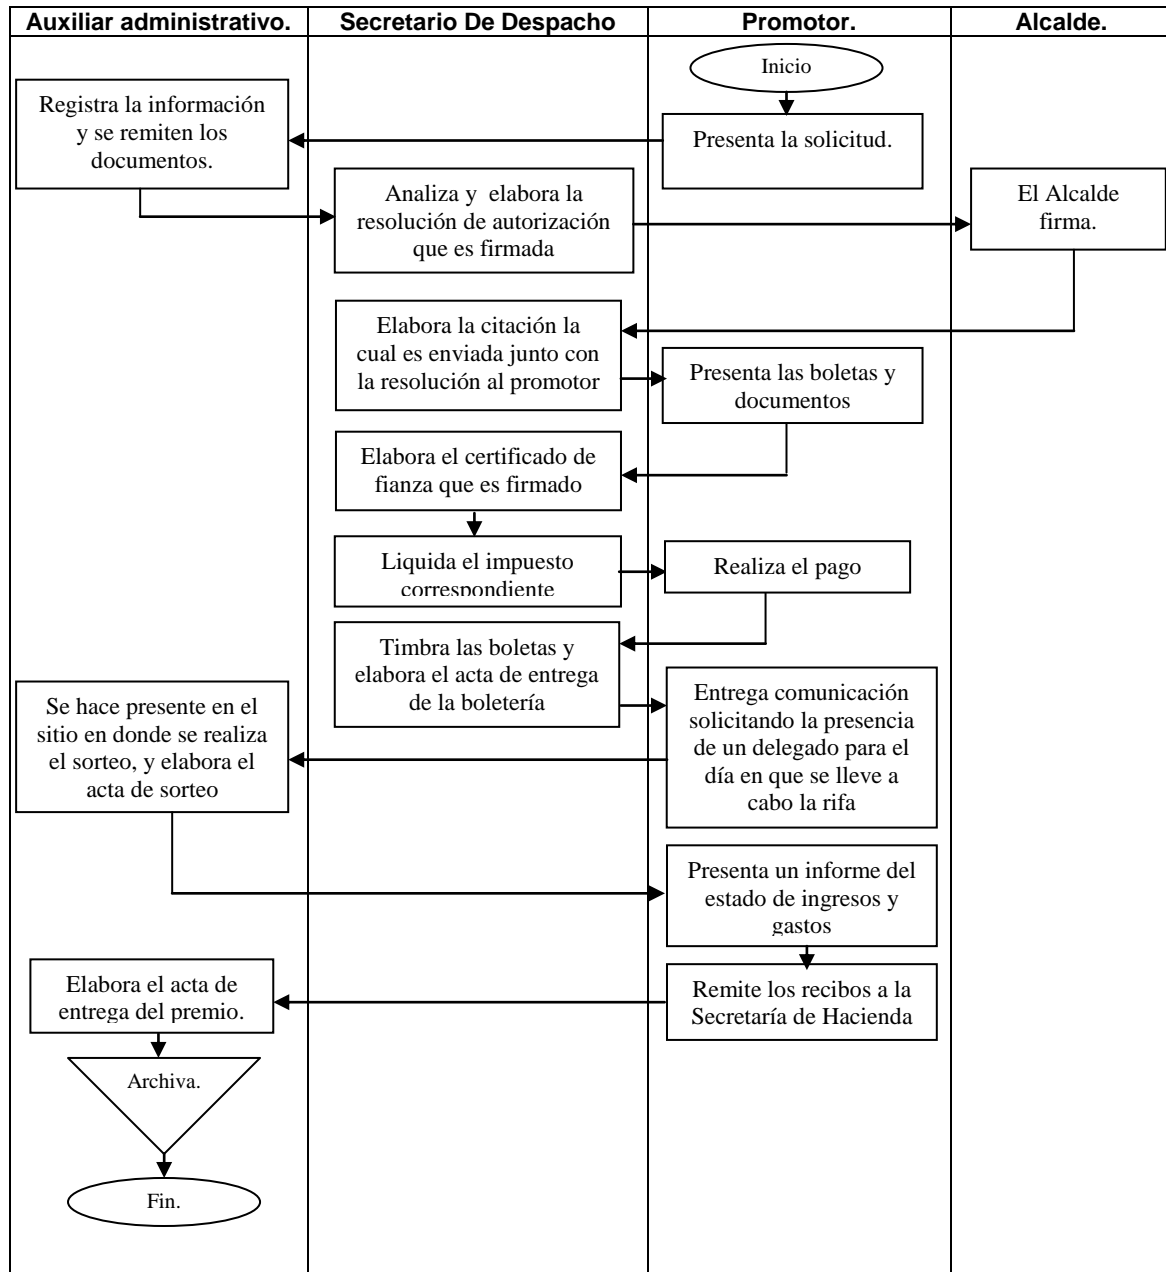 Auxiliar administrativo.
Secretario De Despacho
Promotor.
Alcalde.
Inicio
Presenta la solicitud.
Registra la información
y se remiten los
documentos.
Analiza y elabora la
resolución de autorización
que es firmada
El Alcalde
firma.
Elabora la citación la
cual es enviada junto con
la resolución al promotor
Presenta las boletas y
documentos
Elabora el certificado de
fianza que es firmado
Liquida el impuesto
correspondiente
Realiza el pago
Timbra las boletas y
elabora el acta de entrega
de la boletería
Entrega comunicación
solicitando la presencia
de un delegado para el
día en que se lleve a
cabo la rifa
Se hace presente en el
sitio en donde se realiza
el sorteo, y elabora el
acta de sorteo
Presenta un informe del
estado de ingresos y
gastos
Remite los recibos a la
Secretaría de Hacienda
Elabora el acta de
entrega del premio.
Archiva.
Fin.